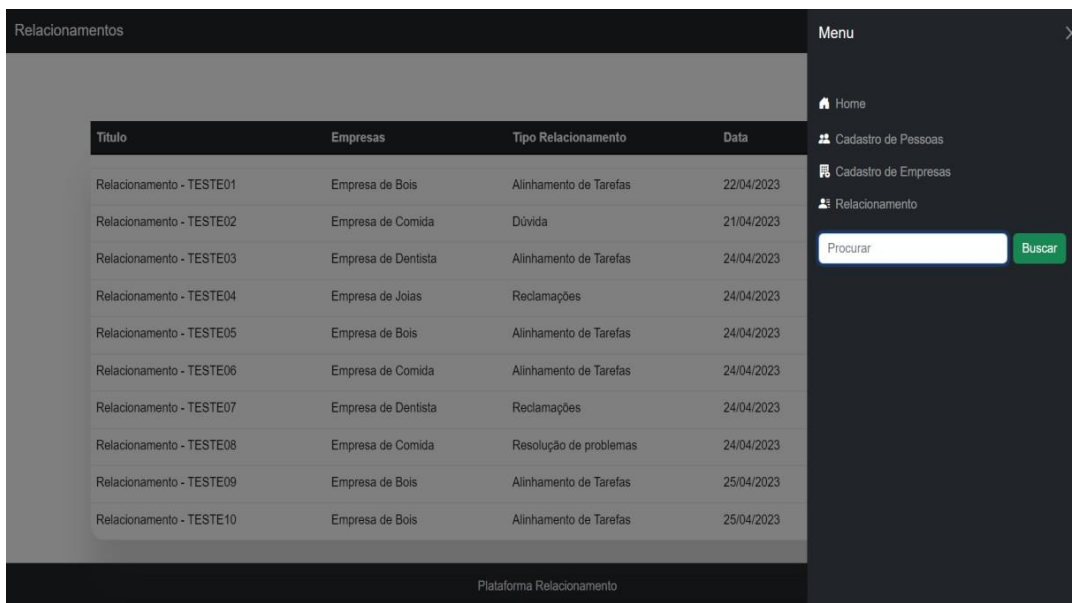 Relacionamentos
Menu
Home
Cadastro de Pessoas
Cadastro de Empresas
Relacionamento
Procurar Buscar
Título Empresas Tipo Relacionamento Data
Relacionamento - TESTE01 Empresa de Bois Alinhamento de Tarefas 22/04/2023
Relacionamento - TESTE02 Empresa de Comida Dúvida 21/04/2023
Relacionamento - TESTE03 Empresa de Dentista Alinhamento de Tarefas 24/04/2023
Relacionamento - TESTE04 Empresa de Joias Reclamações 24/04/2023
Relacionamento - TESTE05 Empresa de Bois Alinhamento de Tarefas 24/04/2023
Relacionamento - TESTE06 Empresa de Comida Alinhamento de Tarefas 24/04/2023
Relacionamento - TESTE07 Empresa de Dentista Reclamações 24/04/2023
Relacionamento - TESTE08 Empresa de Comida Resolução de problemas 24/04/2023
Relacionamento - TESTE09 Empresa de Bois Alinhamento de Tarefas 25/04/2023
Relacionamento - TESTE10 Empresa de Bois Alinhamento de Tarefas 25/04/2023
Plataforma Relacionamento